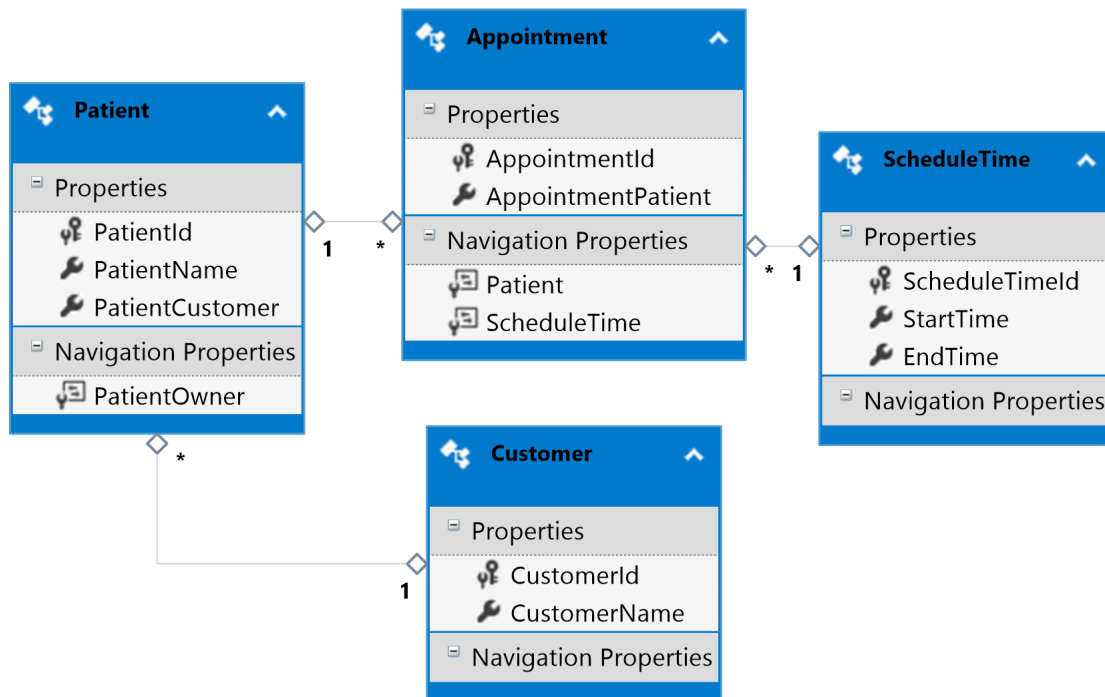 Patient
Properties
PatientId
PatientName
PatientCustomer
Navigation Properties
PatientOwner
1
*
*
Appointment
Properties
AppointmentId
AppointmentPatient
Navigation Properties
Patient
ScheduleTime
*
1
ScheduleTime
Properties
ScheduleTimeId
StartTime
EndTime
Navigation Properties
1
Customer
Properties
CustomerId
CustomerName
Navigation Properties